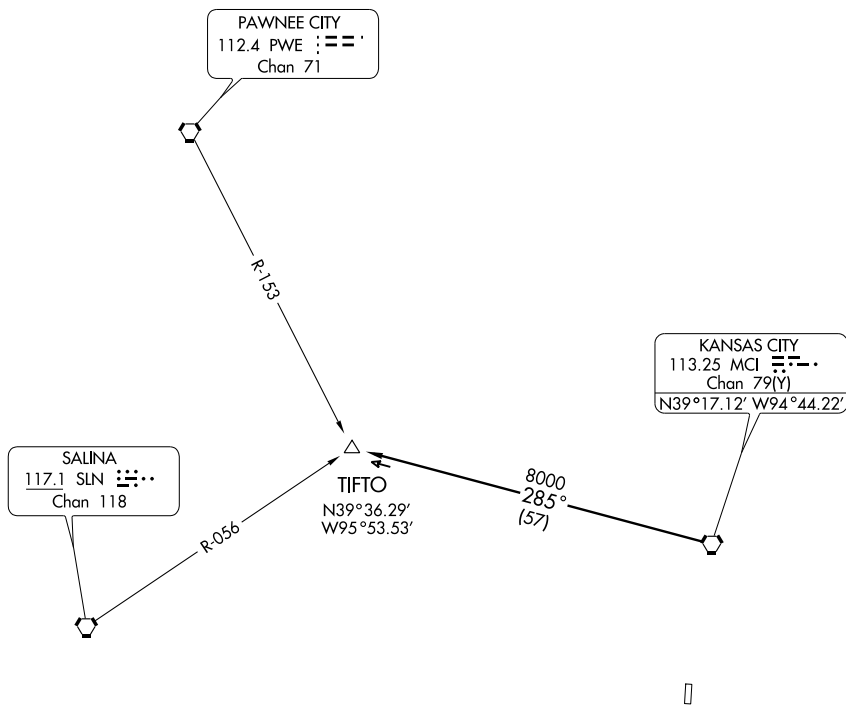 PAWNEE CITY
112.4 PWE
Chan 71
R-153
KANSAS CITY
113.25 MCI
Chan 79(Y)
N39°17.12' W94°44.22'
SALINA
117.1 SLN
Chan 118
R-056
TIFTO
N39°36.29'
W95°53.53'
8000
285°
(57)